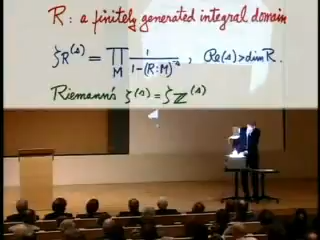 R : a finitely generated integral domain
ζR(s) = ∏M 1/1-(R:M)^-s , Re(s)>dim R.
Riemann's ζ(s) = ζZ(s)